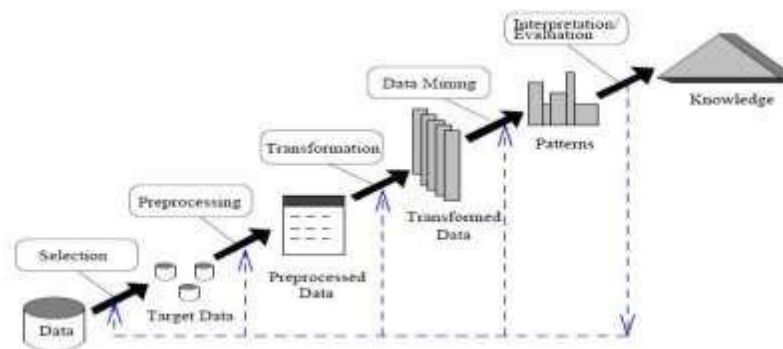 Interpretation/
Evaluation
Data Mining
Knowledge
Transformation
Patterns
Preprocessing
Transformed
Data
Selection
Preprocessed
Data
Target Data
Data